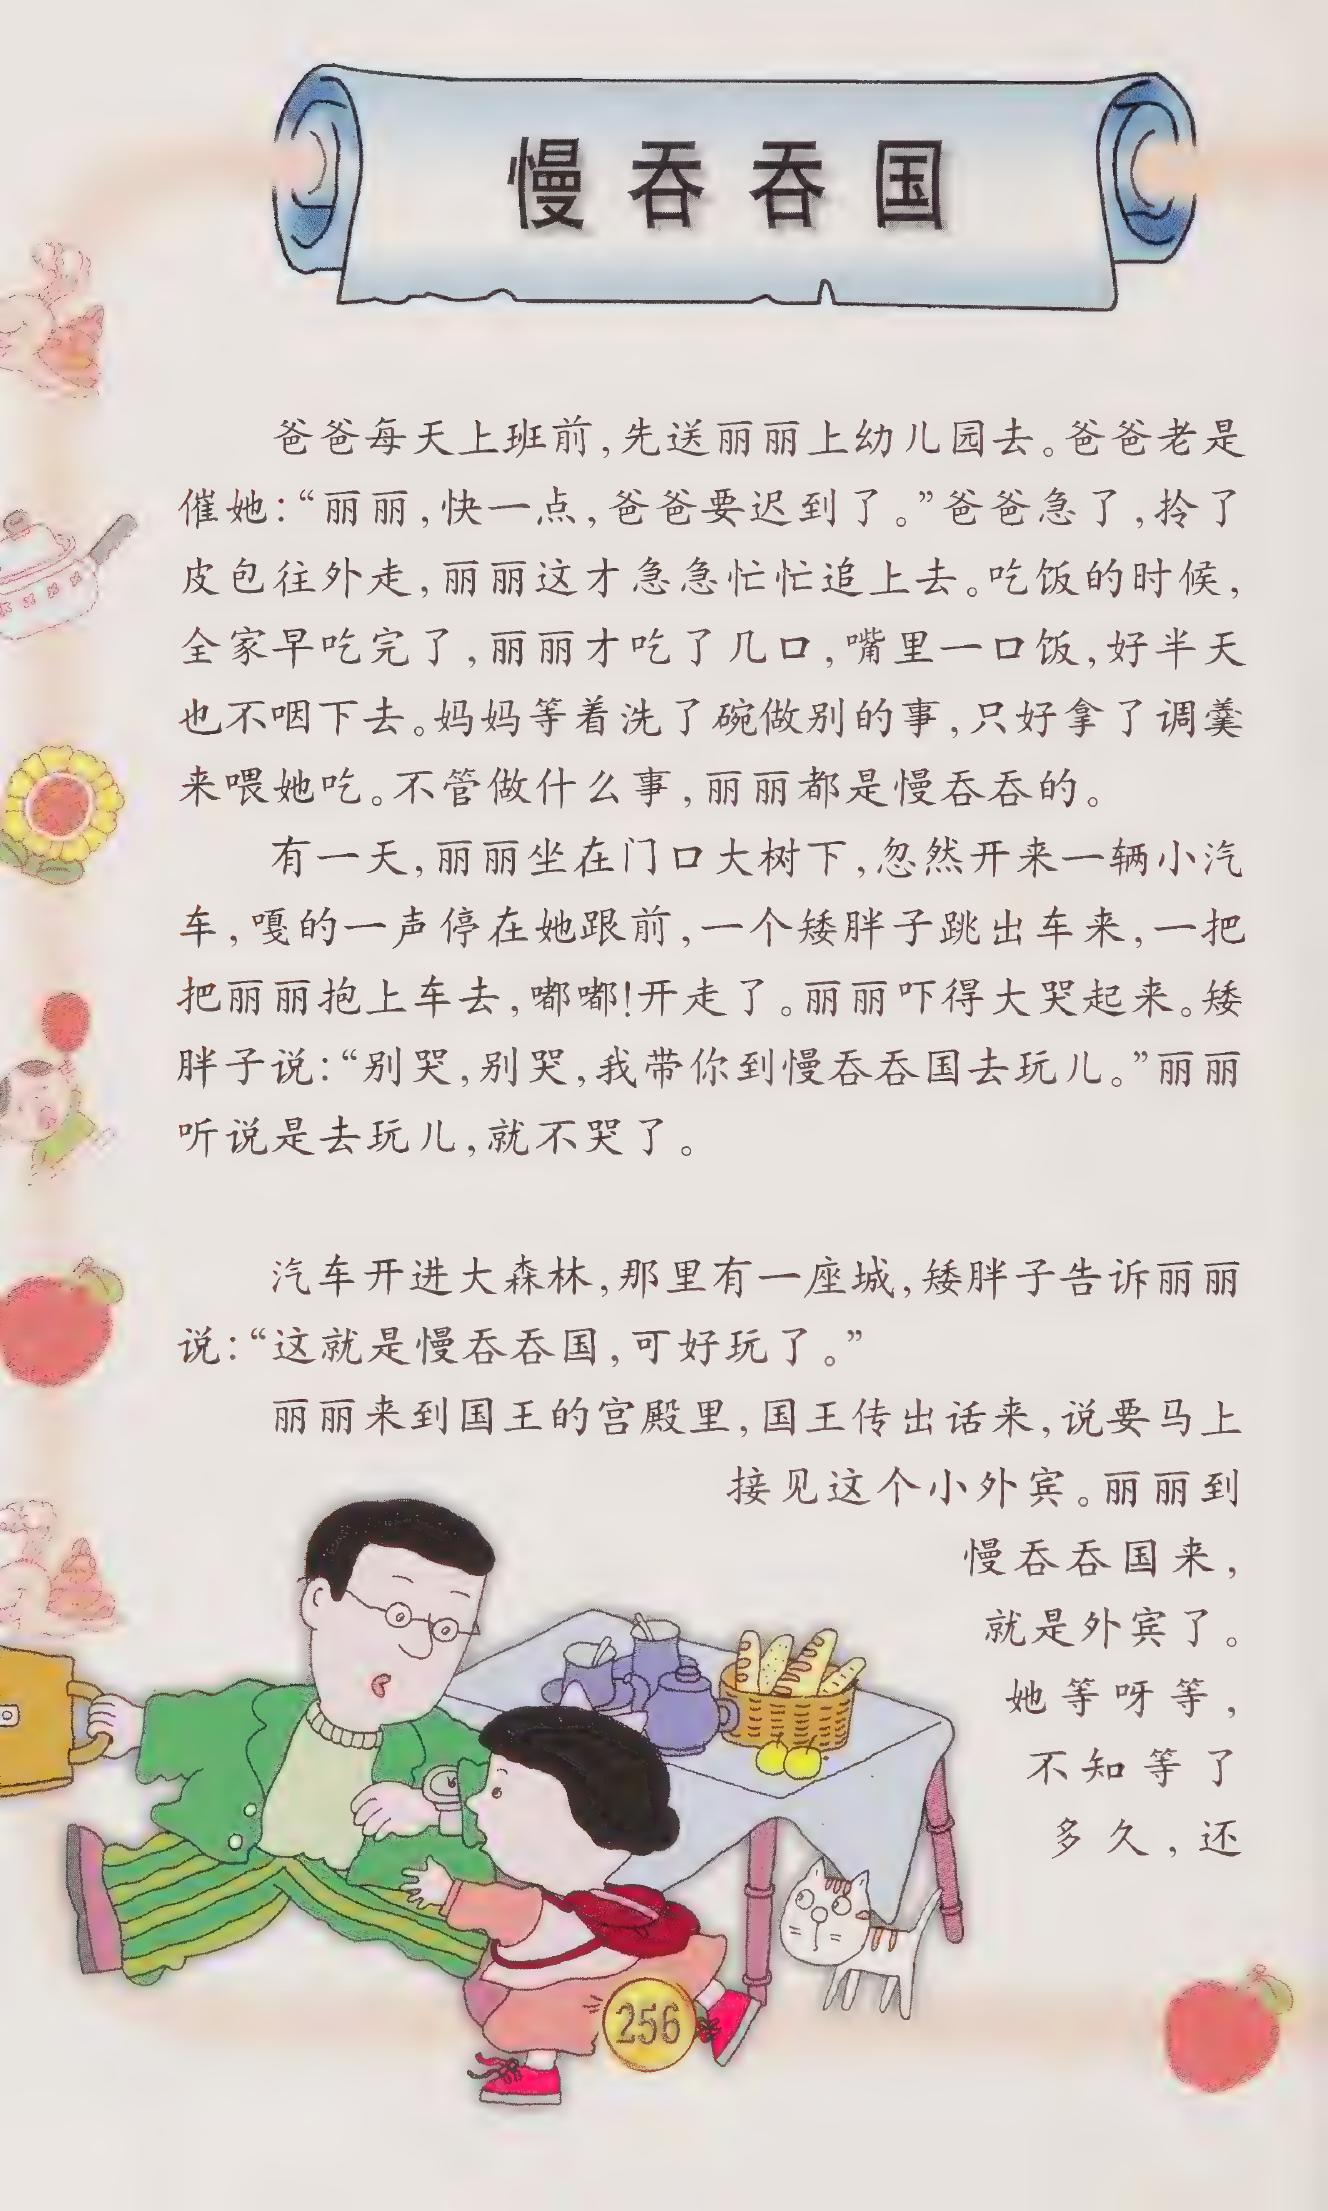 慢吞吞国
爸爸每天上班前，先送丽丽上幼儿园去。爸爸老是
催她：“丽丽，快一点，爸爸要迟到了。”爸爸急了，拎了
皮包往外走，丽丽这才急急忙忙追上去。吃饭的时候，
全家早吃完了，丽丽才吃了几口，嘴里一口饭，好半天
也不咽下去。妈妈等着洗了碗做别的事，只好拿了调羹
来喂她吃。不管做什么事，丽丽都是慢吞吞的。
有一天，丽丽坐在门口大树下，忽然开来一辆小汽
车，嘎的一声停在她跟前，一个矮胖子跳出车来，一把
把丽丽抱上车去，嘟嘟！开走了。丽丽吓得大哭起来。矮
胖子说：“别哭，别哭，我带你到慢吞吞国去玩儿。”丽丽
听说是去玩儿，就不哭了。
汽车开进大森林，那里有一座城，矮胖子告诉丽丽
说：“这就是慢吞吞国，可好玩了。”
丽丽来到国王的宫殿里，国王传出话来，说要马上
接见这个小外宾。丽丽到
慢吞吞国来，
就是外宾了。
她等呀等，
不知等了
多久，还
256